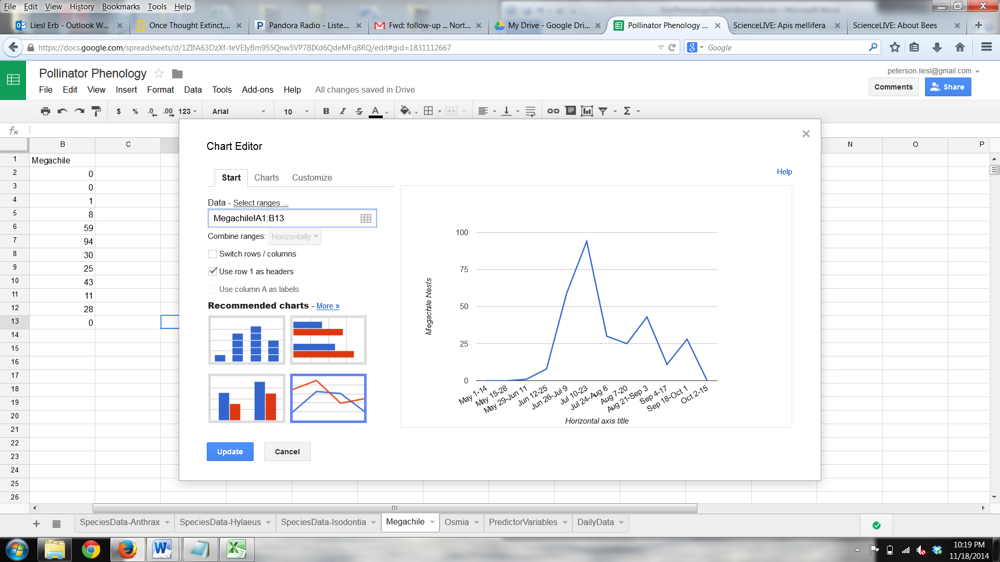 File Edit View History Bookmarks Tools Help
Liesl Erb - Outlook W... Once Thought Extinct,... Pandora Radio - Liste... Fwd: follow-up ... Nort... My Drive - Google Dri... Pollinator Phenology ... ScienceLIVE: Apis mellifera ScienceLIVE: About Bees
https://docs.google.com/spreadsheets/d/1ZIfA63DzXf-teVEIyBm955Qnw5VP7BIXd6QdeMFq8RQ/edit#gid=1831112667 Google
Pollinator Phenology
peterson.liesl@gmail.com
File Edit View Insert Format Data Tools Add-ons Help All changes saved in Drive
Comments Share
$ % .0 .00 123 Arial 10 B I S A Σ
fx
B C N O P
1 Megachile
2 0
3 0
4 1
5 8
6 59
7 94
8 30
9 25
10 43
11 11
12 28
13 0
14
15
16
17
18
19
20
21
22
23
24
25
26
Chart Editor
Help
Start Charts Customize
Data - Select ranges ...
Megachile!A1:B13
Combine ranges: Horizontally
Switch rows / columns
Use row 1 as headers
Use column A as labels
Recommended charts - More »
Update Cancel
100
75
50
25
0
Megachile Nests
May 1-14
May 15-28
May 29-Jun 11
Jun 12-25
Jun 26-Jul 9
Jul 10-23
Jul 24-Aug 6
Aug 7-20
Aug 21-Sep 3
Sep 4-17
Sep 18-Oct 1
Oct 2-15
Horizontal axis title
SpeciesData-Anthrax SpeciesData-Hylaeus SpeciesData-Isodontia Megachile Osmia PredictorVariables DailyData
10:19 PM
11/18/2014